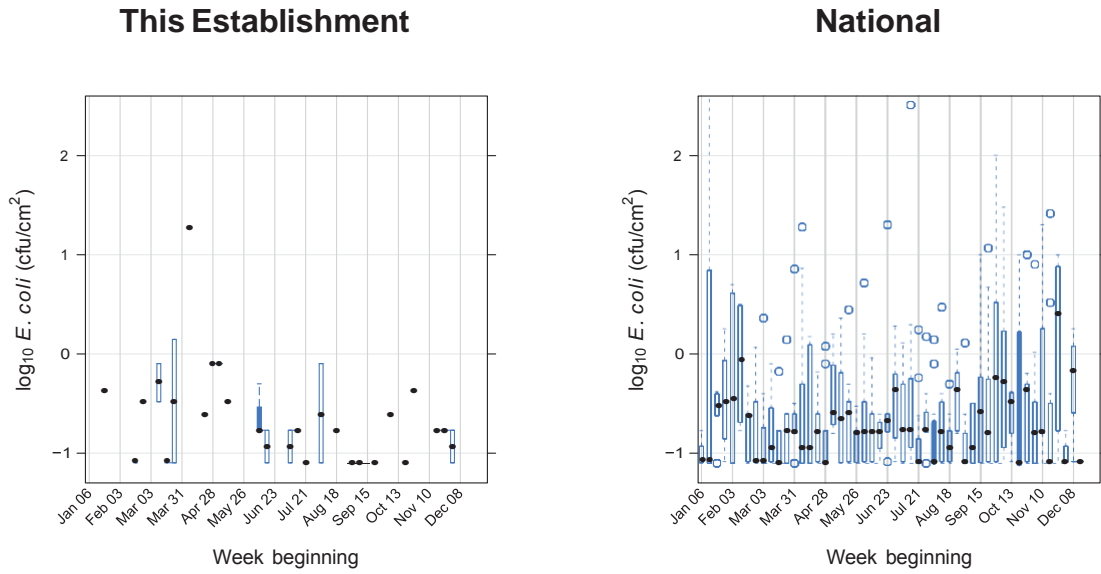 This Establishment
National
log₁₀ E. coli (cfu/cm²)
2
1
0
−1
Jan 06
Feb 03
Mar 03
Mar 31
Apr 28
May 26
Jun 23
Jul 21
Aug 18
Sep 15
Oct 13
Nov 10
Dec 08
Week beginning
log₁₀ E. coli (cfu/cm²)
2
1
0
−1
Jan 06
Feb 03
Mar 03
Mar 31
Apr 28
May 26
Jun 23
Jul 21
Aug 18
Sep 15
Oct 13
Nov 10
Dec 08
Week beginning